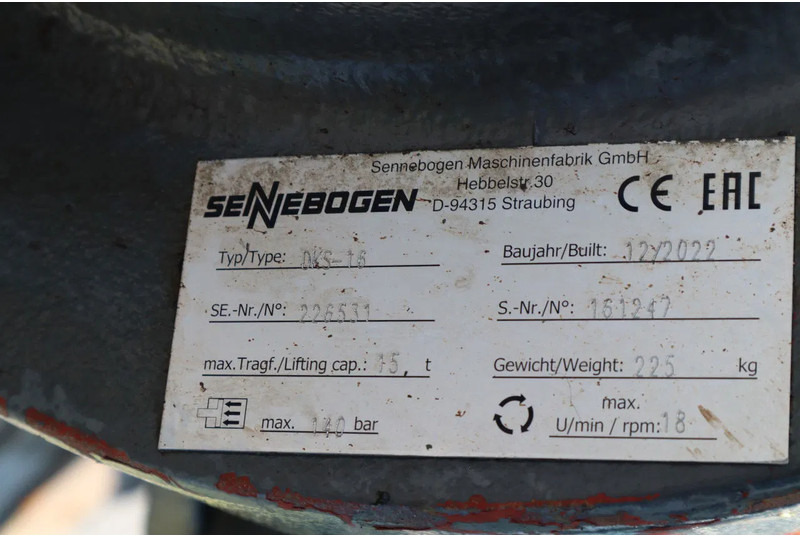 Sennebogen Maschinenfabrik GmbH
Hebbelstr.30
D-94315 Straubing
SENNEBOGEN
CE EAC
Typ/Type: DKS-16
Baujahr/Built: 12/2022
SE.-Nr./N°: 226531
S.-Nr./N°: 161247
max.Tragf./Lifting cap.: 15 t
Gewicht/Weight: 225 kg
max. 140 bar
max.
U/min / rpm: 18